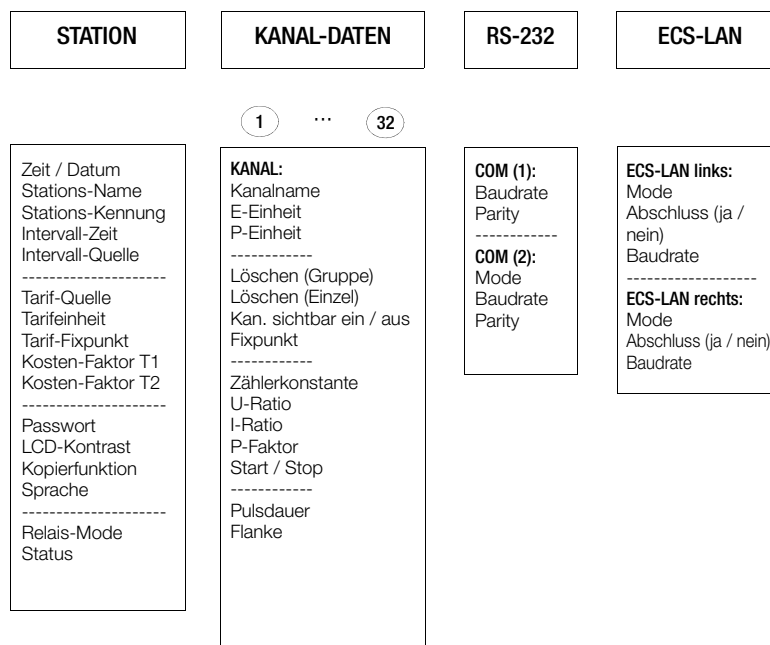 STATION
KANAL-DATEN
RS-232
ECS-LAN
1 ... 32
Zeit / Datum
Stations-Name
Stations-Kennung
Intervall-Zeit
Intervall-Quelle
----------------------
Tarif-Quelle
Tarifeinheit
Tarif-Fixpunkt
Kosten-Faktor T1
Kosten-Faktor T2
----------------------
Passwort
LCD-Kontrast
Kopierfunktion
Sprache
----------------------
Relais-Mode
Status
KANAL:
Kanalname
E-Einheit
P-Einheit
------------
Löschen (Gruppe)
Löschen (Einzel)
Kan. sichtbar ein / aus
Fixpunkt
------------
Zählerkonstante
U-Ratio
I-Ratio
P-Faktor
Start / Stop
------------
Pulsdauer
Flanke
COM (1):
Baudrate
Parity
------------
COM (2):
Mode
Baudrate
Parity
ECS-LAN links:
Mode
Abschluss (ja /
nein)
Baudrate
-------------------
ECS-LAN rechts:
Mode
Abschluss (ja / nein)
Baudrate